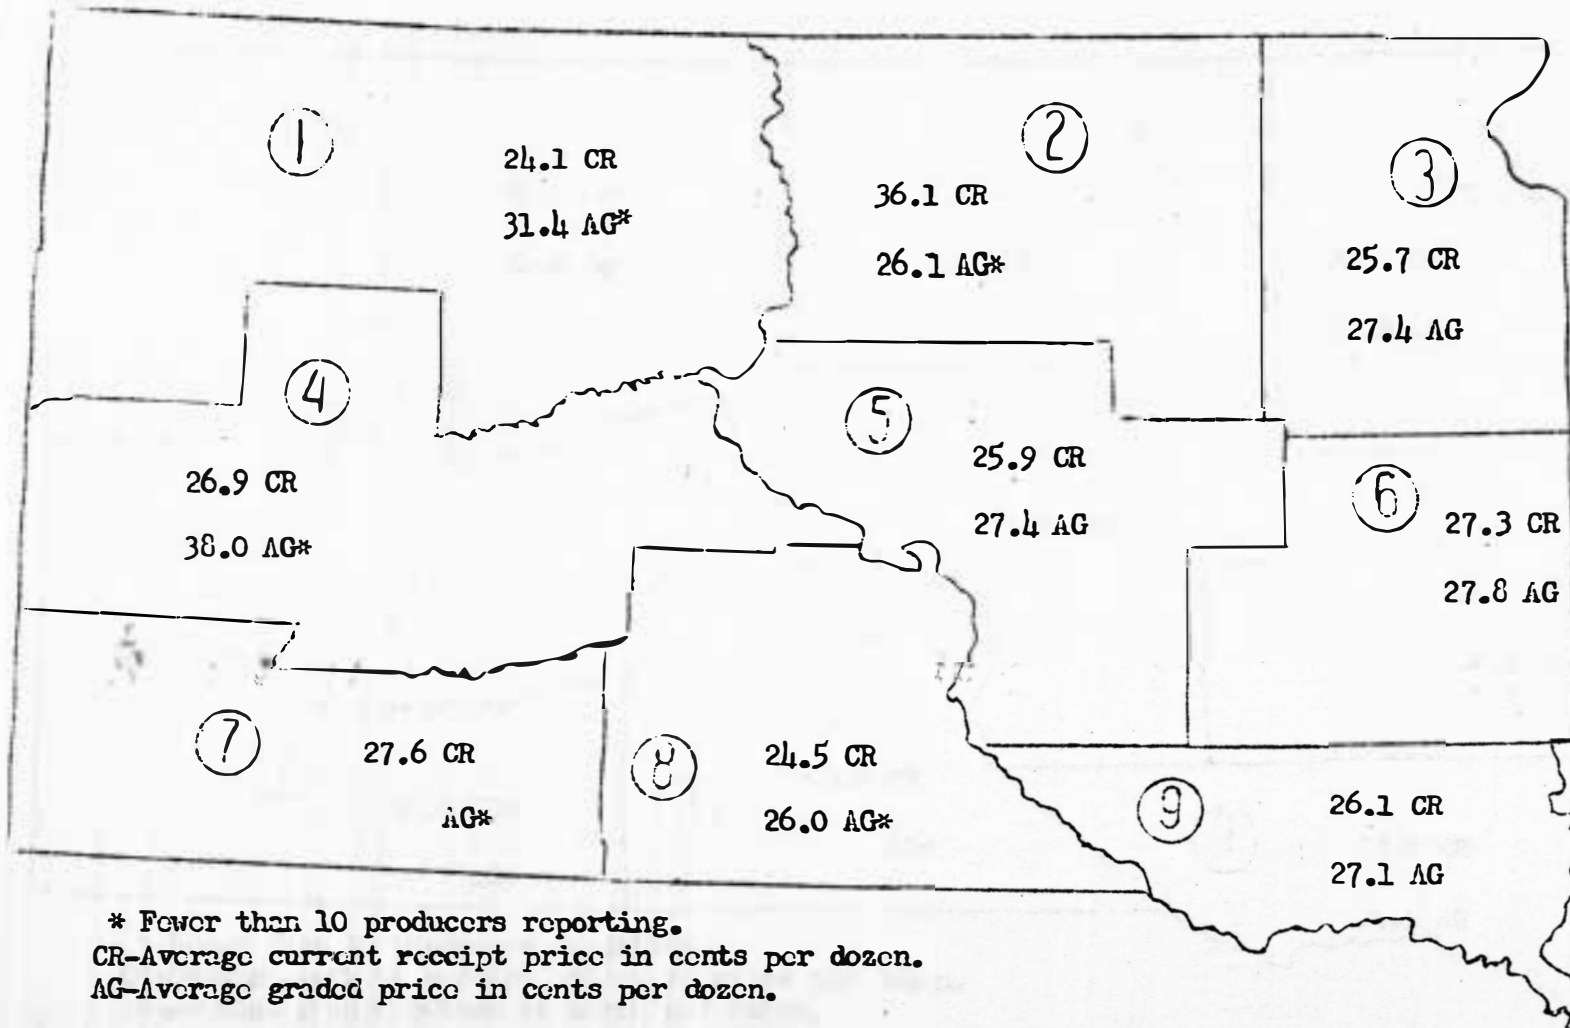 1
24.1 CR
31.4 AG*
2
36.1 CR
26.1 AG*
3
25.7 CR
27.4 AG
4
26.9 CR
38.0 AG*
5
25.9 CR
27.4 AG
6
27.3 CR
27.8 AG
7
27.6 CR
AG*
8
24.5 CR
26.0 AG*
9
26.1 CR
27.1 AG
* Fewer than 10 producers reporting.
CR-Average current receipt price in cents per dozen.
AG-Average graded price in cents per dozen.